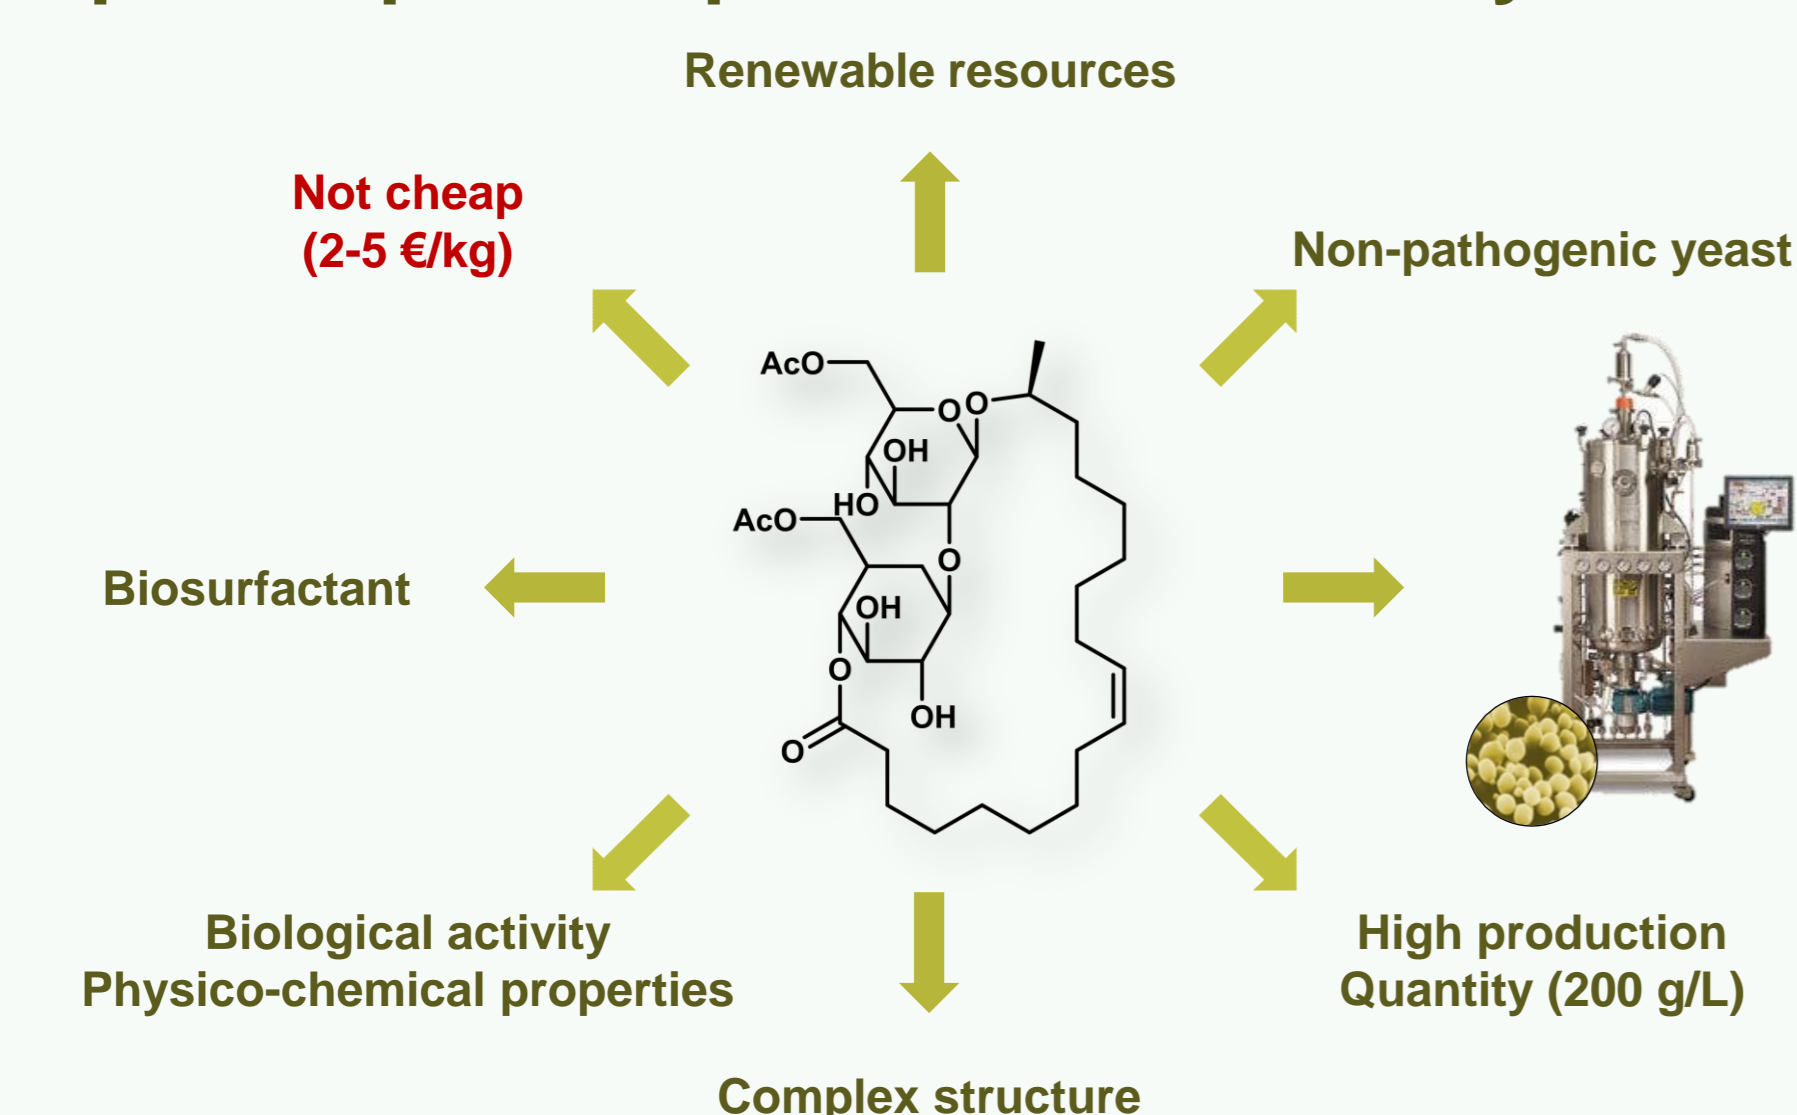 Renewable resources
Not cheap
(2-5 €/kg)
Non-pathogenic yeast
AcO
O
O
OH
HO
AcO
O
OH
O
OH
O
Biosurfactant
Biological activity
Physico-chemical properties
High production
Quantity (200 g/L)
Complex structure